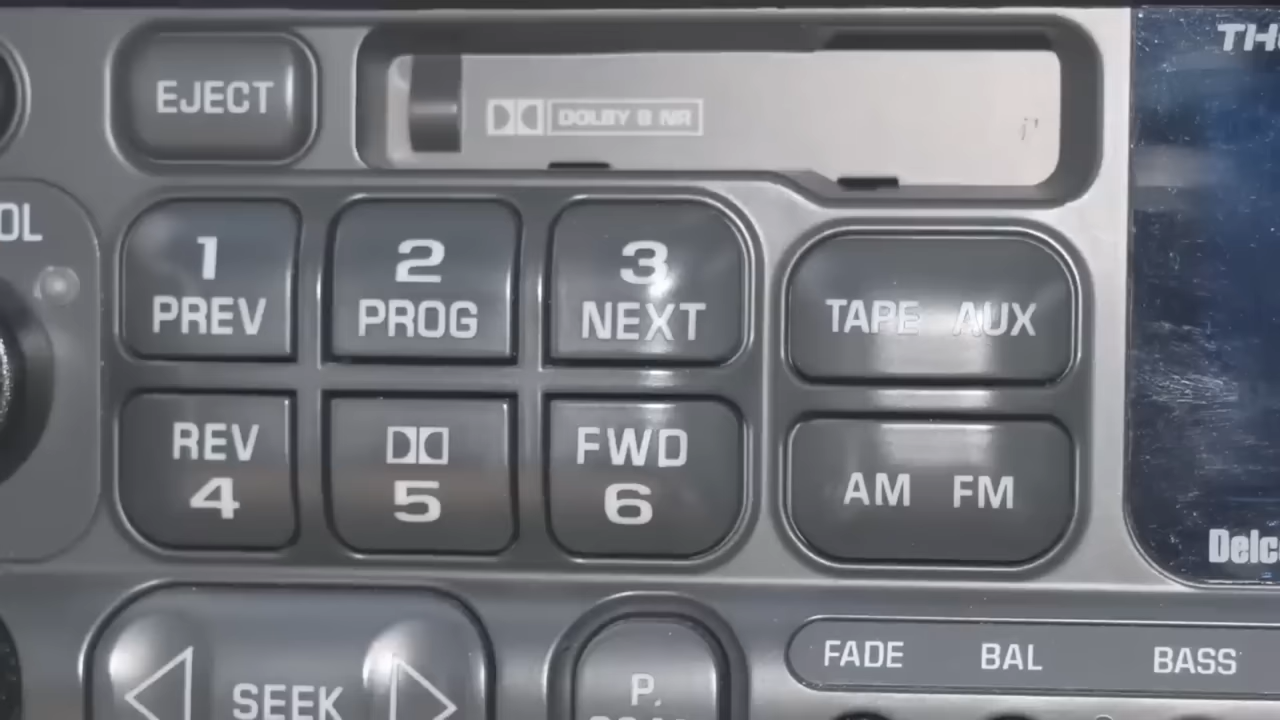 EJECT
DOLBY B NR
1
PREV
2
PROG
3
NEXT
TAPE AUX
REV
4
5
FWD
6
AM FM
SEEK
P.
FADE BAL BASS